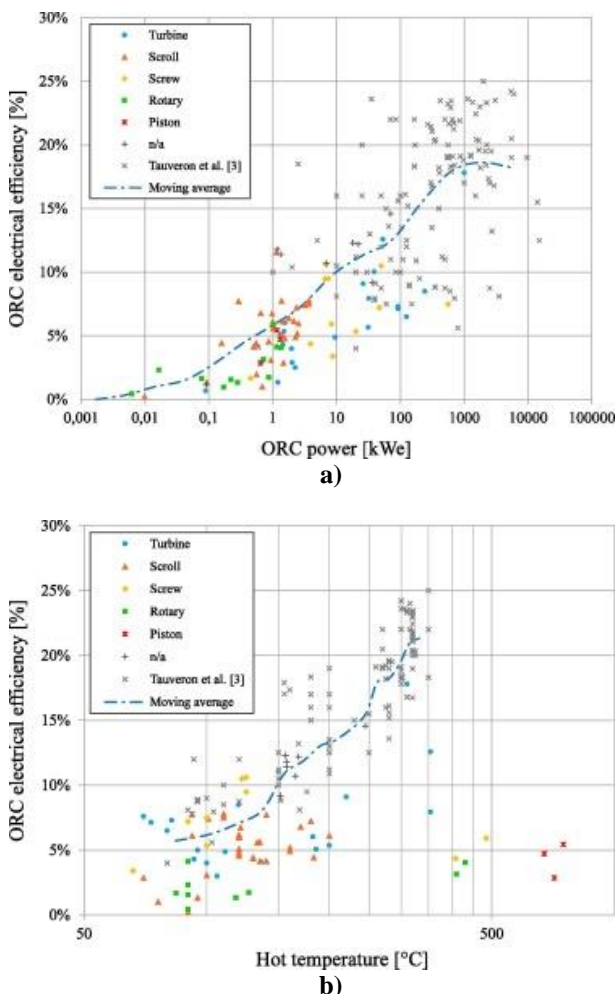 30%
25%
20%
15%
10%
5%
0%
ORC electrical efficiency [%]
Turbine
Scroll
Screw
Rotary
Piston
n/a
Tauveron et al. [3]
Moving average
0,001
0,010
0,1
1
10
100
1000
10000
100000
ORC power [kWe]
a)
30%
25%
20%
15%
10%
5%
0%
ORC electrical efficiency [%]
Turbine
Scroll
Screw
Rotary
Piston
n/a
Tauveron et al. [3]
Moving average
50
500
Hot temperature [°C]
b)